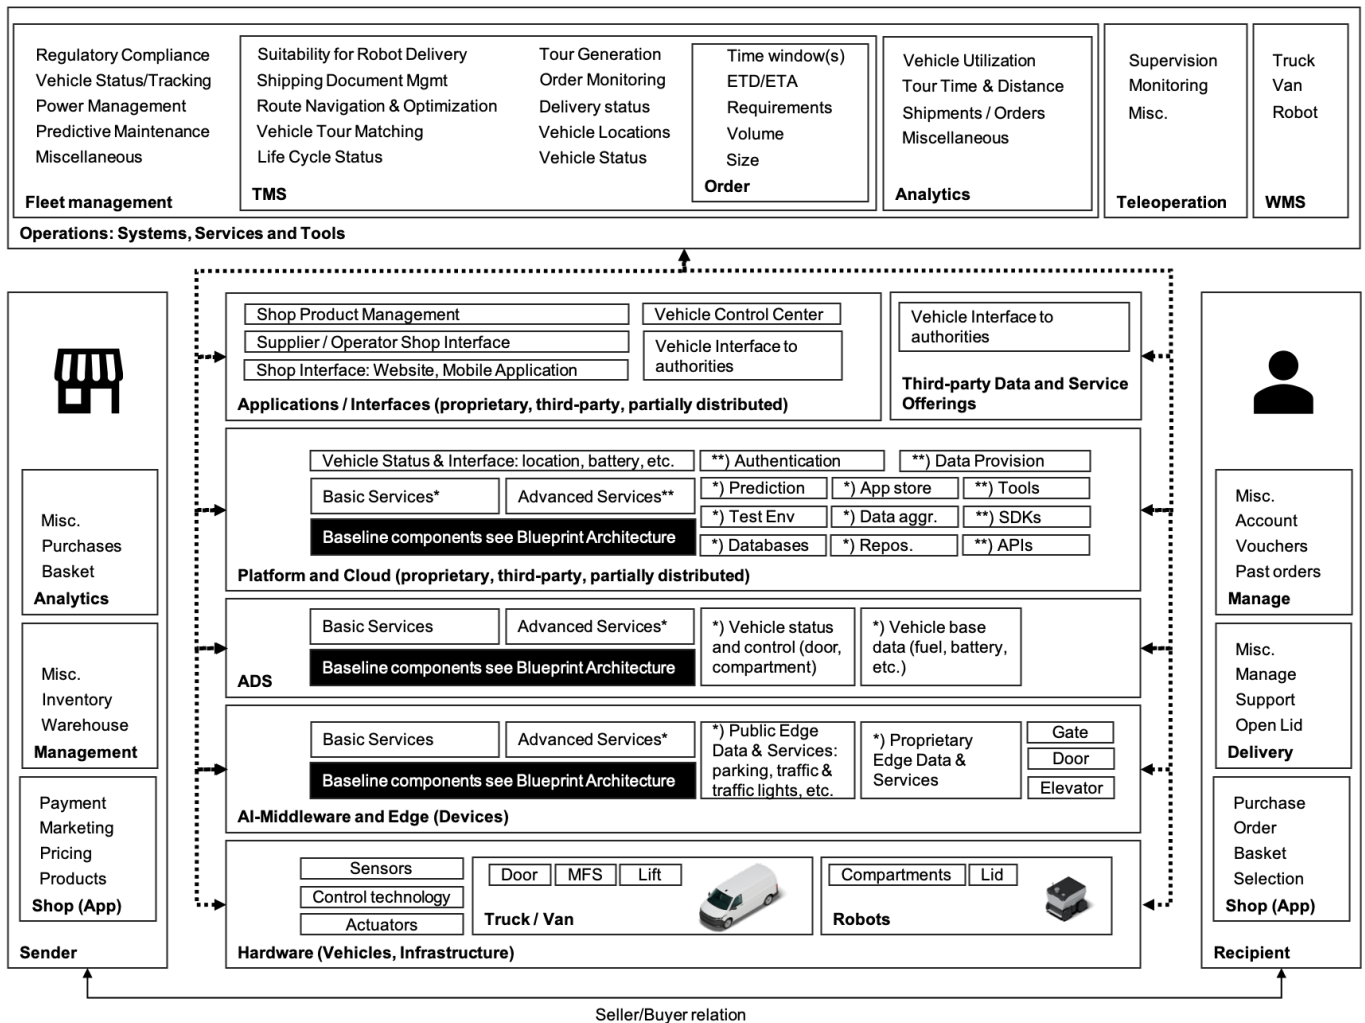 Regulatory Compliance
Vehicle Status/Tracking
Power Management
Predictive Maintenance
Miscellaneous
Fleet management
Suitability for Robot Delivery
Shipping Document Mgmt
Route Navigation & Optimization
Vehicle Tour Matching
Life Cycle Status
TMS
Tour Generation
Order Monitoring
Delivery status
Vehicle Locations
Vehicle Status
Time window(s)
ETD/ETA
Requirements
Volume
Size
Order
Vehicle Utilization
Tour Time & Distance
Shipments / Orders
Miscellaneous
Analytics
Supervision
Monitoring
Misc.
Teleoperation
Truck
Van
Robot
WMS
Operations: Systems, Services and Tools
Misc.
Purchases
Basket
Analytics
Misc.
Inventory
Warehouse
Management
Payment
Marketing
Pricing
Products
Shop (App)
Sender
Shop Product Management
Supplier / Operator Shop Interface
Shop Interface: Website, Mobile Application
Vehicle Control Center
Vehicle Interface to
authorities
Applications / Interfaces (proprietary, third-party, partially distributed)
Vehicle Interface to
authorities
Third-party Data and Service
Offerings
Vehicle Status & Interface: location, battery, etc.
**) Authentication
**) Data Provision
Basic Services*
Advanced Services**
*) Prediction
*) App store
**) Tools
Baseline components see Blueprint Architecture
*) Test Env
*) Data aggr.
**) SDKs
*) Databases
*) Repos.
**) APIs
Platform and Cloud (proprietary, third-party, partially distributed)
Basic Services
Advanced Services*
Baseline components see Blueprint Architecture
*) Vehicle status
and control (door,
compartment)
*) Vehicle base
data (fuel, battery,
etc.)
ADS
Basic Services
Advanced Services*
Baseline components see Blueprint Architecture
*) Public Edge
Data & Services:
parking, traffic &
traffic lights, etc.
*) Proprietary
Edge Data &
Services
Gate
Door
Elevator
AI-Middleware and Edge (Devices)
Sensors
Control technology
Actuators
Door
MFS
Lift
Truck / Van
Compartments
Lid
Robots
Hardware (Vehicles, Infrastructure)
Misc.
Account
Vouchers
Past orders
Manage
Misc.
Manage
Support
Open Lid
Delivery
Purchase
Order
Basket
Selection
Shop (App)
Recipient
Seller/Buyer relation